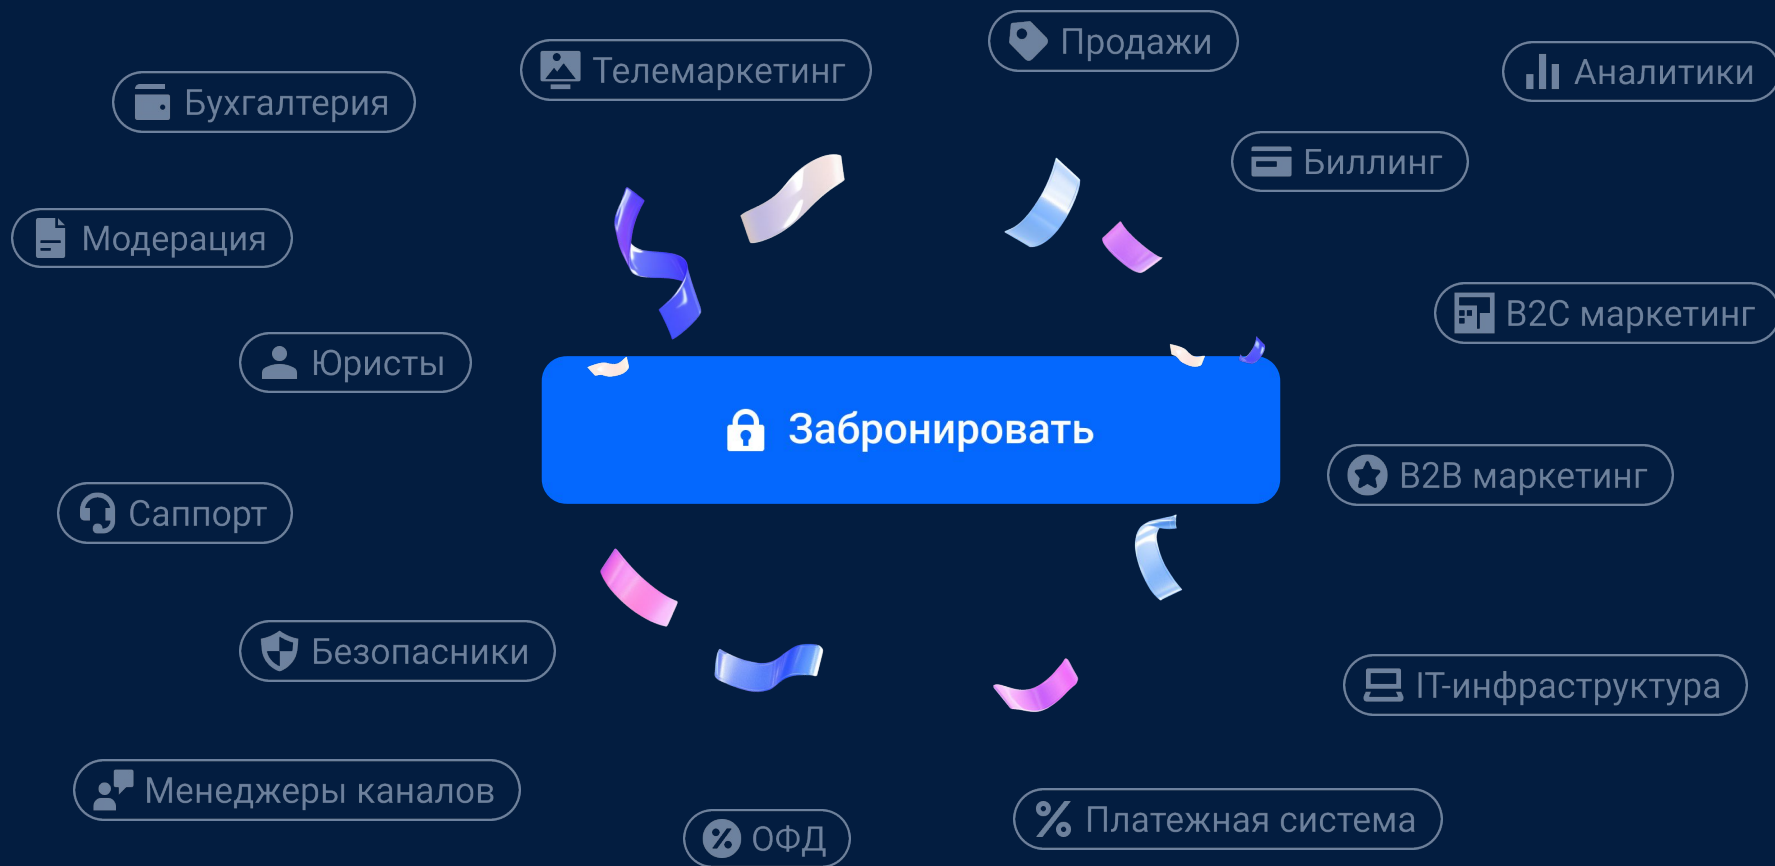 Продажи
Телемаркетинг
Аналитики
Бухгалтерия
Биллинг
Модерация
B2C маркетинг
Юристы
Забронировать
B2B маркетинг
Саппорт
Безопасники
IT-инфраструктура
Менеджеры каналов
Платежная система
ОФД